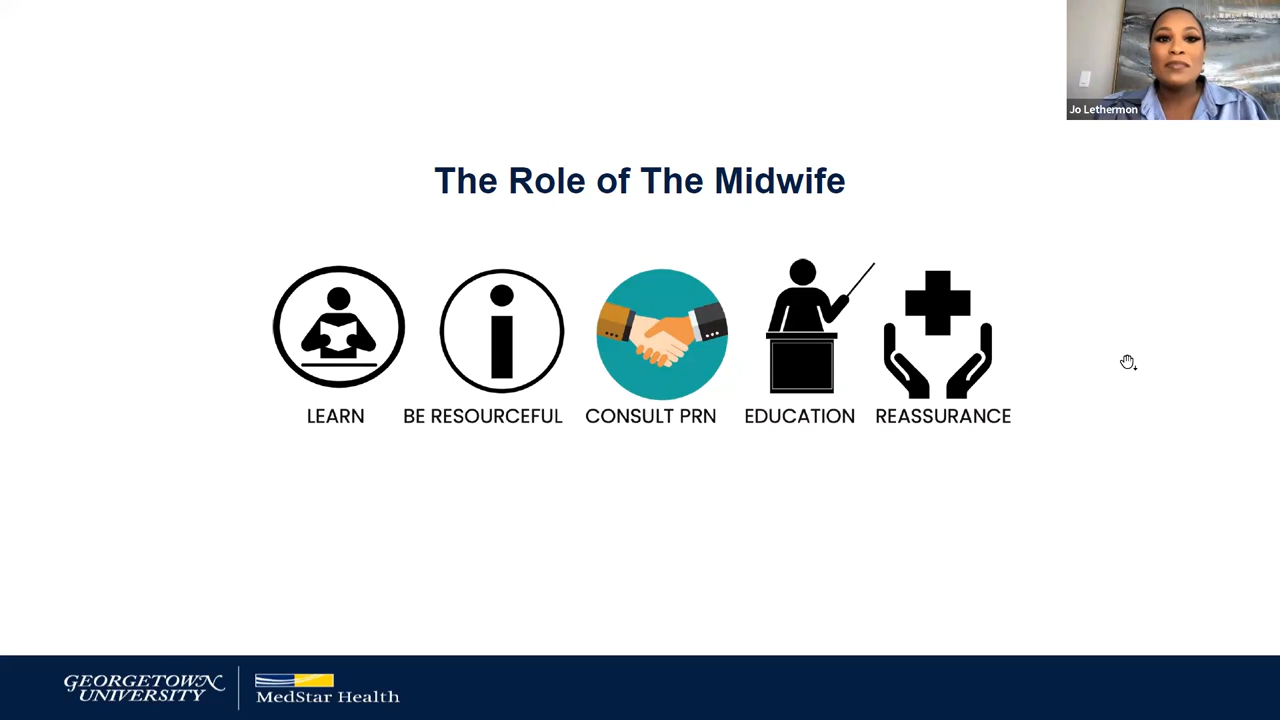 Jo Lethermon
The Role of The Midwife
LEARN
BE RESOURCEFUL
CONSULT PRN
EDUCATION
REASSURANCE
GEORGETOWN
UNIVERSITY
MedStar Health